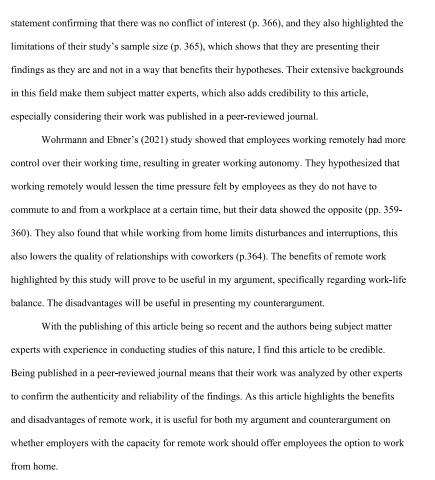 statement confirming that there was no conflict of interest (p. 366), and they also highlighted the
limitations of their study's sample size (p. 365), which shows that they are presenting their
findings as they are and not in a way that benefits their hypotheses. Their extensive backgrounds
in this field make them subject matter experts, which also adds credibility to this article,
especially considering their work was published in a peer-reviewed journal.
Wohrmann and Ebner's (2021) study showed that employees working remotely had more
control over their working time, resulting in greater working autonomy. They hypothesized that
working remotely would lessen the time pressure felt by employees as they do not have to
commute to and from a workplace at a certain time, but their data showed the opposite (pp. 359-
360). They also found that while working from home limits disturbances and interruptions, this
also lowers the quality of relationships with coworkers (p.364). The benefits of remote work
highlighted by this study will prove to be useful in my argument, specifically regarding work-life
balance. The disadvantages will be useful in presenting my counterargument.
With the publishing of this article being so recent and the authors being subject matter
experts with experience in conducting studies of this nature, I find this article to be credible.
Being published in a peer-reviewed journal means that their work was analyzed by other experts
to confirm the authenticity and reliability of the findings. As this article highlights the benefits
and disadvantages of remote work, it is useful for both my argument and counterargument on
whether employers with the capacity for remote work should offer employees the option to work
from home.